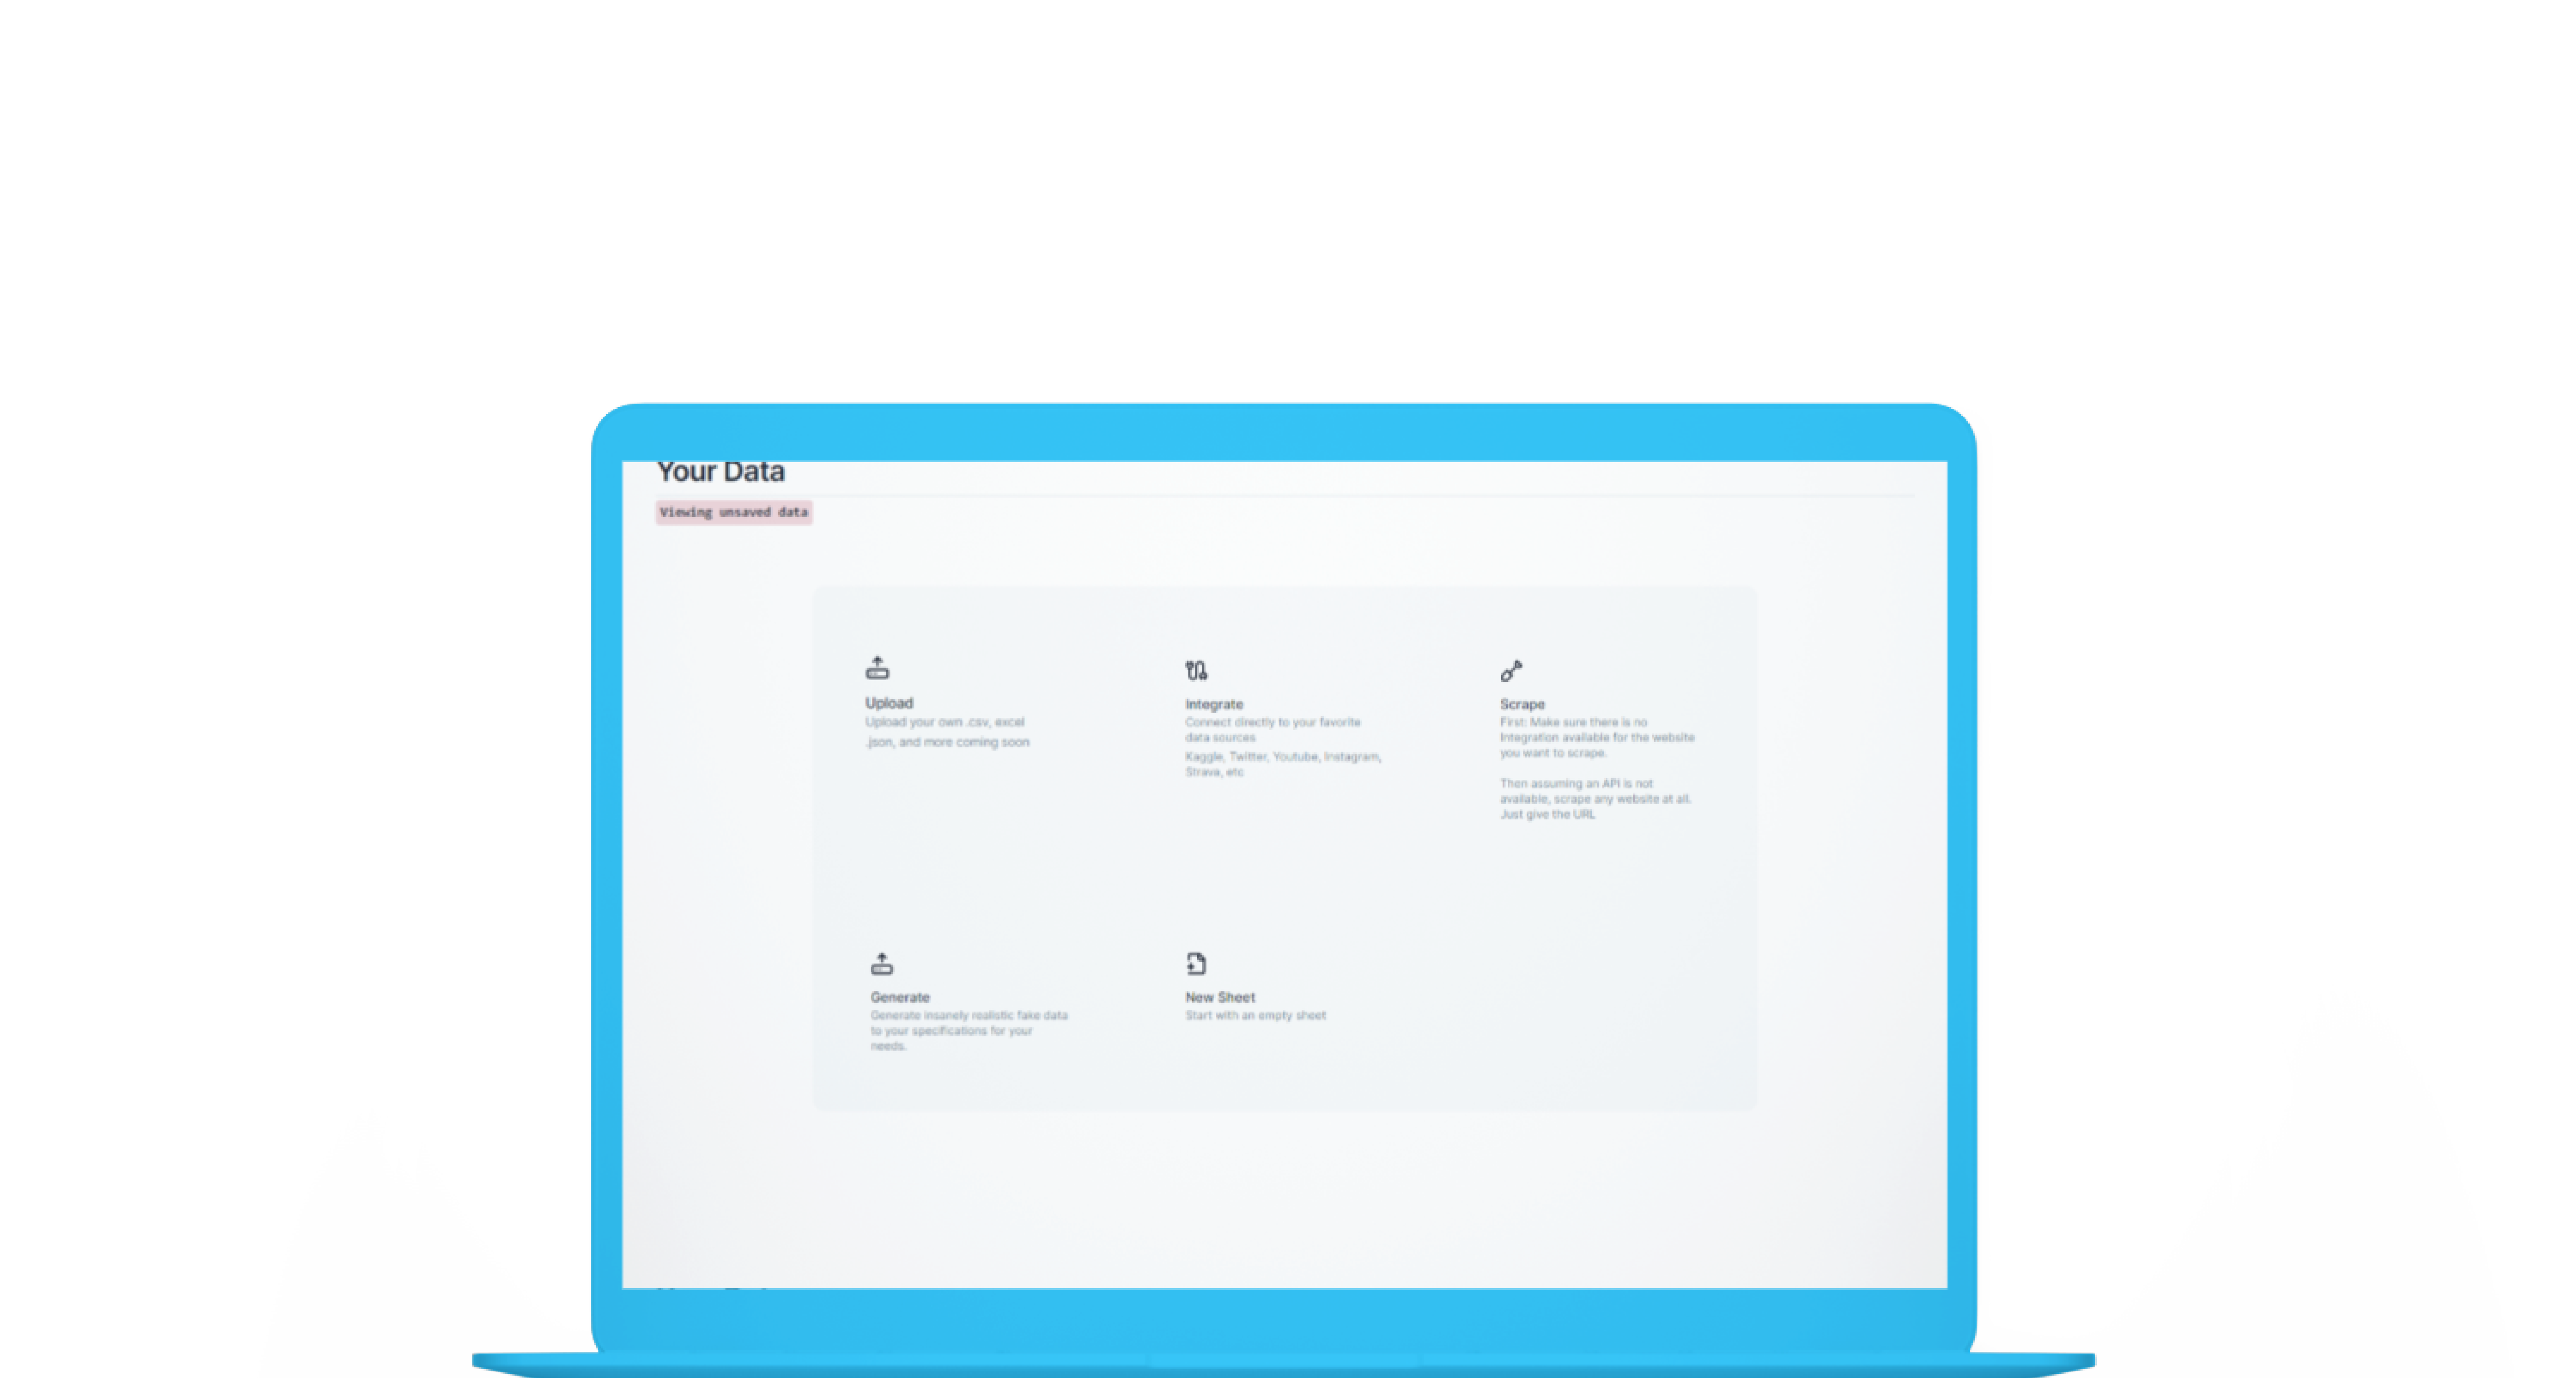 Your Data
Viewing unsaved data
Upload
Upload your own .csv, excel
.json, and more coming soon
Integrate
Connect directly to your favorite
data sources
Kaggle, Twitter, Youtube, Instagram,
Strava, etc
Scrape
First: Make sure there is no
Integration available for the website
you want to scrape.
Then assuming an API is not
available, scrape any website at all.
Just give the URL
Generate
Generate insanely realistic fake data
to your specifications for your
needs.
New Sheet
Start with an empty sheet